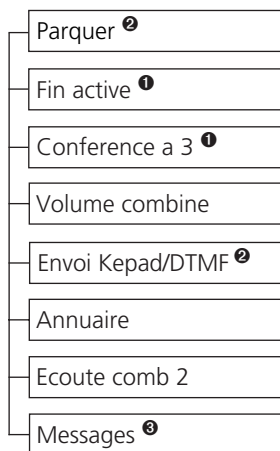 Parquer ❷
Fin active ❶
Conference a 3 ❶
Volume combine
Envoi Kepad/DTMF ❷
Annuaire
Ecoute comb 2
Messages ❸